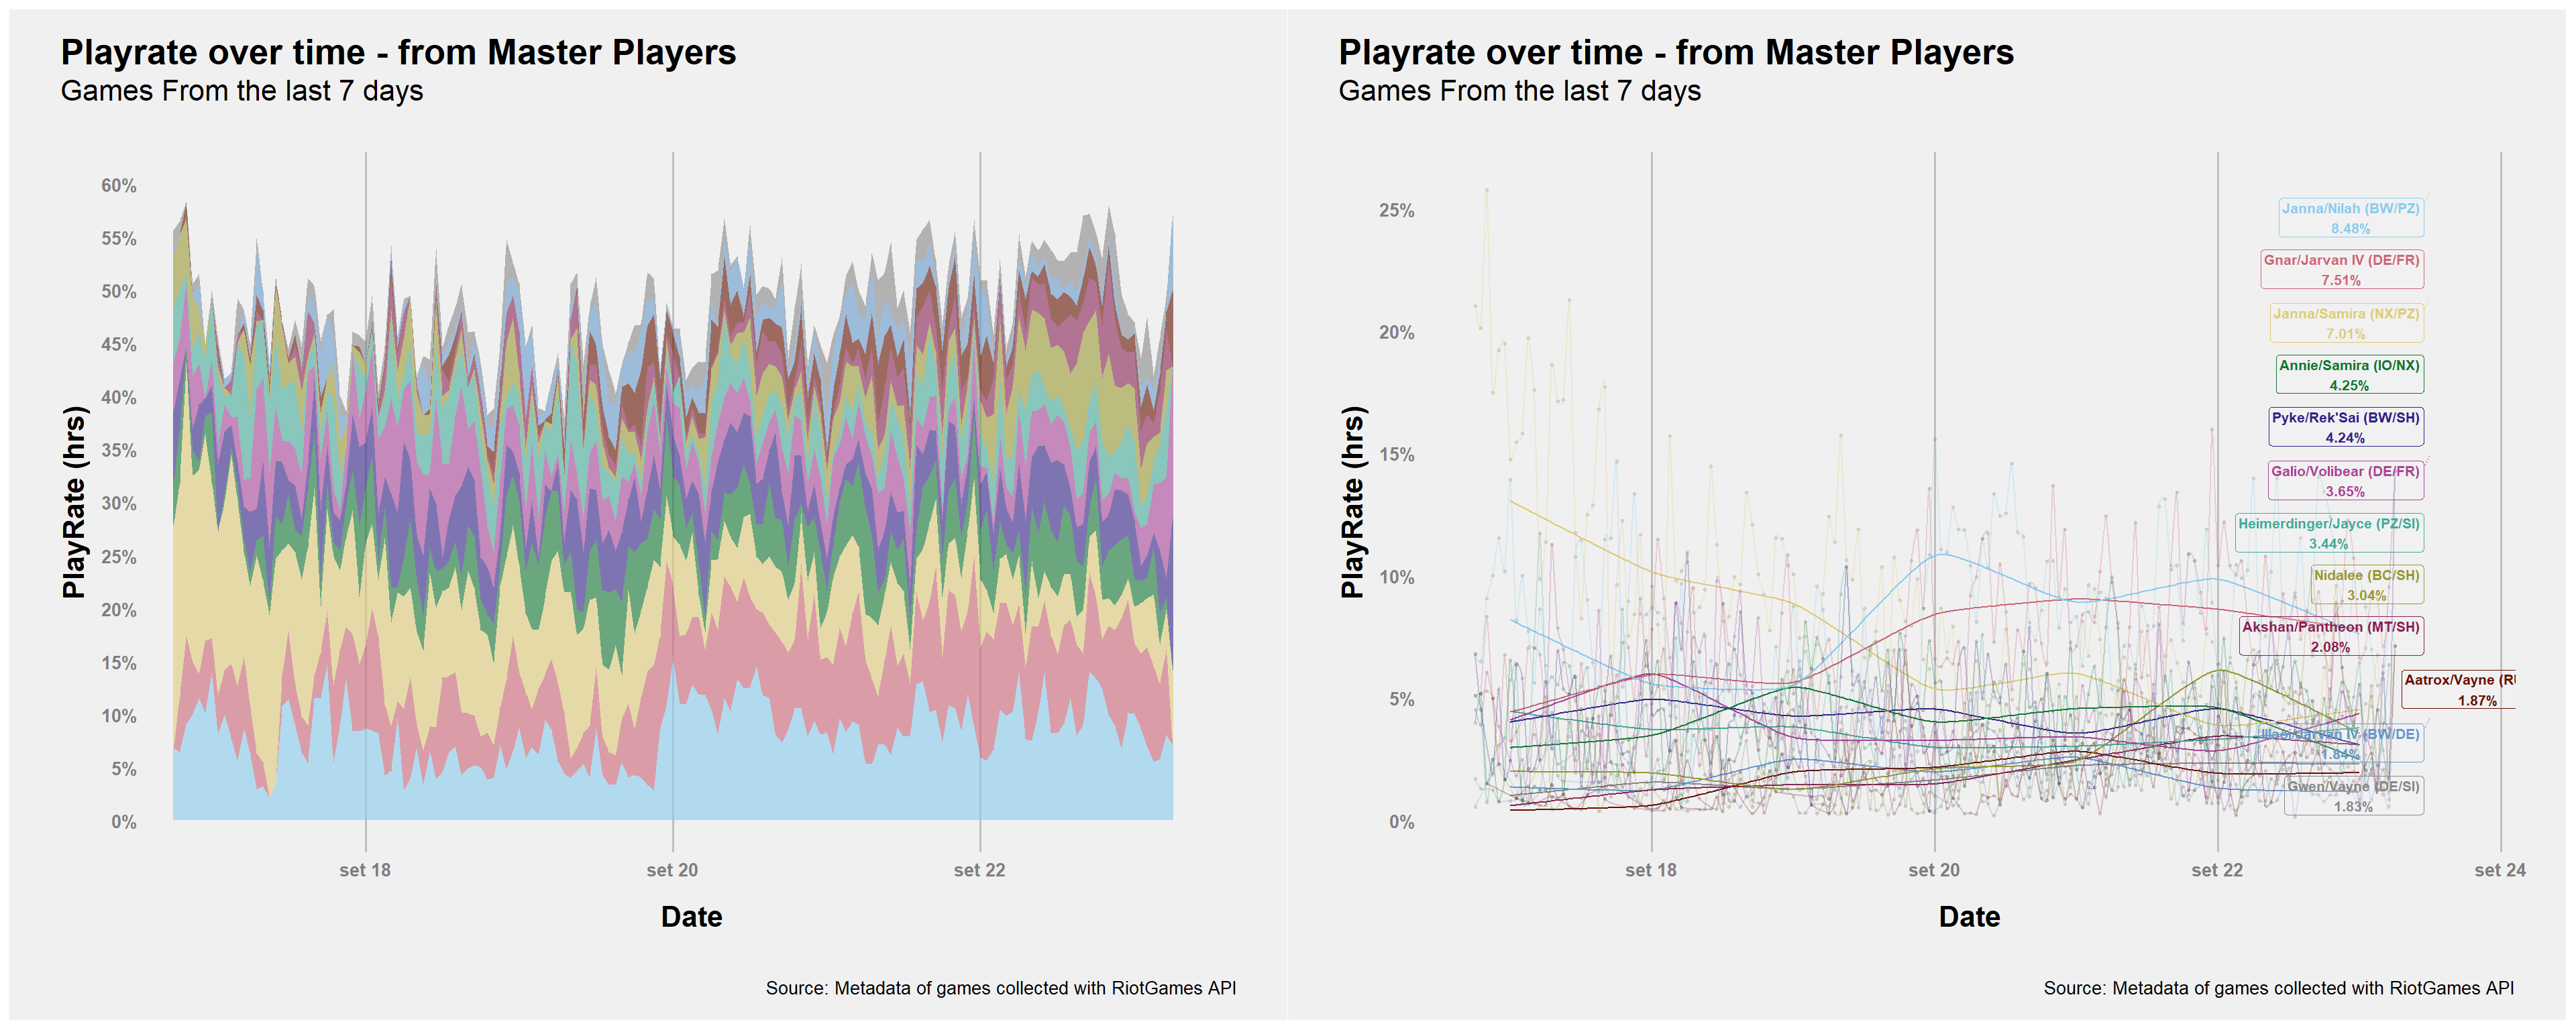 Playrate over time - from Master Players
Games From the last 7 days
PlayRate (hrs)
60%
55%
50%
45%
40%
35%
30%
25%
20%
15%
10%
5%
0%
set 18
set 20
set 22
Date
Source: Metadata of games collected with RiotGames API
Playrate over time - from Master Players
Games From the last 7 days
PlayRate (hrs)
25%
20%
15%
10%
5%
0%
Janna/Nilah (BW/PZ)
8.48%
Gnar/Jarvan IV (DE/FR)
7.51%
Janna/Samira (NX/PZ)
7.01%
Annie/Samira (IO/NX)
4.25%
Pyke/Rek'Sai (BW/SH)
4.24%
Galio/Volibear (DE/FR)
3.65%
Heimerdinger/Jayce (PZ/SI)
3.44%
Nidalee (BC/SH)
3.04%
Akshan/Pantheon (MT/SH)
2.08%
Aatrox/Vayne (RU
1.87%
Illaoi/Jarvan IV (BW/DE)
1.84%
Gwen/Vayne (DE/SI)
1.83%
set 18
set 20
set 22
set 24
Date
Source: Metadata of games collected with RiotGames API